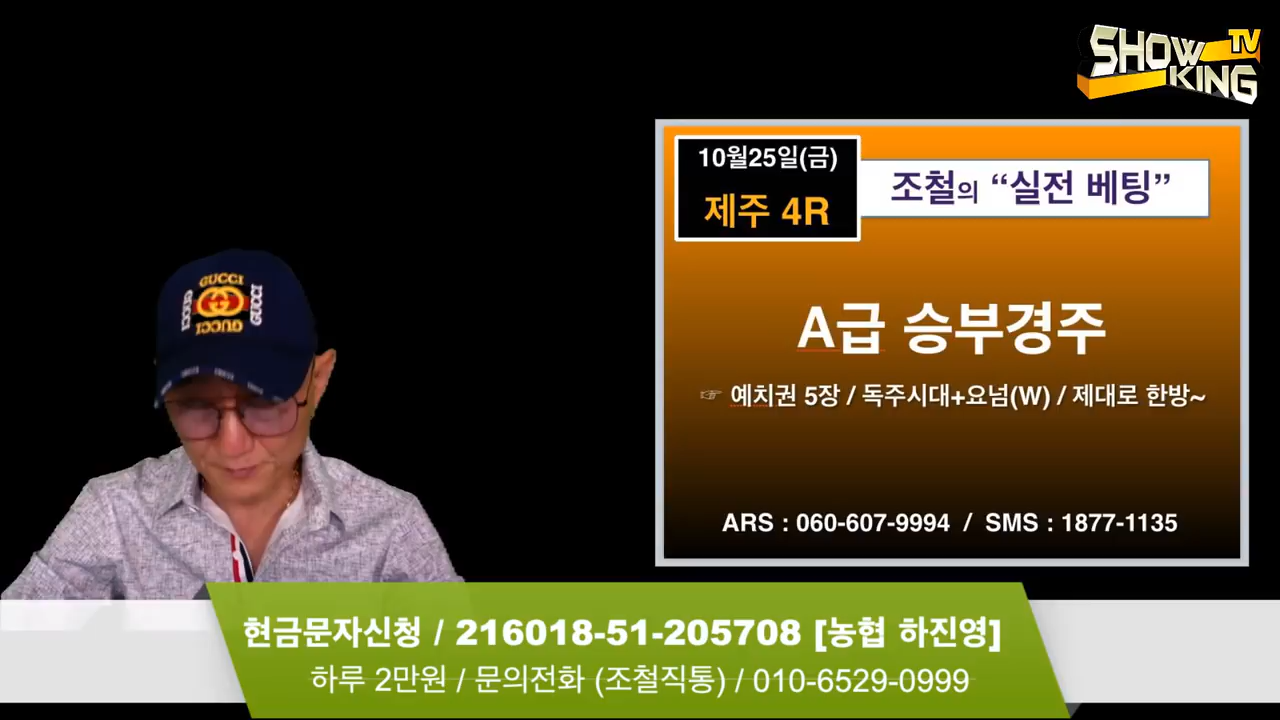 SHOW TV
KING
10월25일(금)
제주 4R
조철의 “실전 베팅”
A급 승부경주
☞ 예치권 5장 / 독주시대+요넘(W) / 제대로 한방~
ARS : 060-607-9994 / SMS : 1877-1135
GUCCI
GUCCI
GUCCI
GUCCI
현금문자신청 / 216018-51-205708 [농협 하진영]
하루 2만원 / 문의전화 (조철직통) / 010-6529-0999